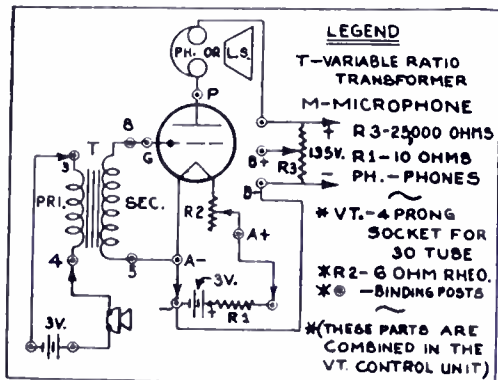 LEGEND
T-VARIABLE RATIO
TRANSFORMER
M-MICROPHONE
R3-25,000 OHMS
R1-10 OHMS
PH.-PHONES
* VT.-4 PRONG
SOCKET FOR
30 TUBE
* R2-6 OHM RHEO.
* -BINDING POSTS
*(THESE PARTS ARE
COMBINED IN THE
VT. CONTROL UNIT)
PH. OR L.S.
P
8
G
T
3
PRI.
SEC.
4
5
R2
A+
A-
3V.
- + R1
3V.
B+
135V.
R3
B-
+
-